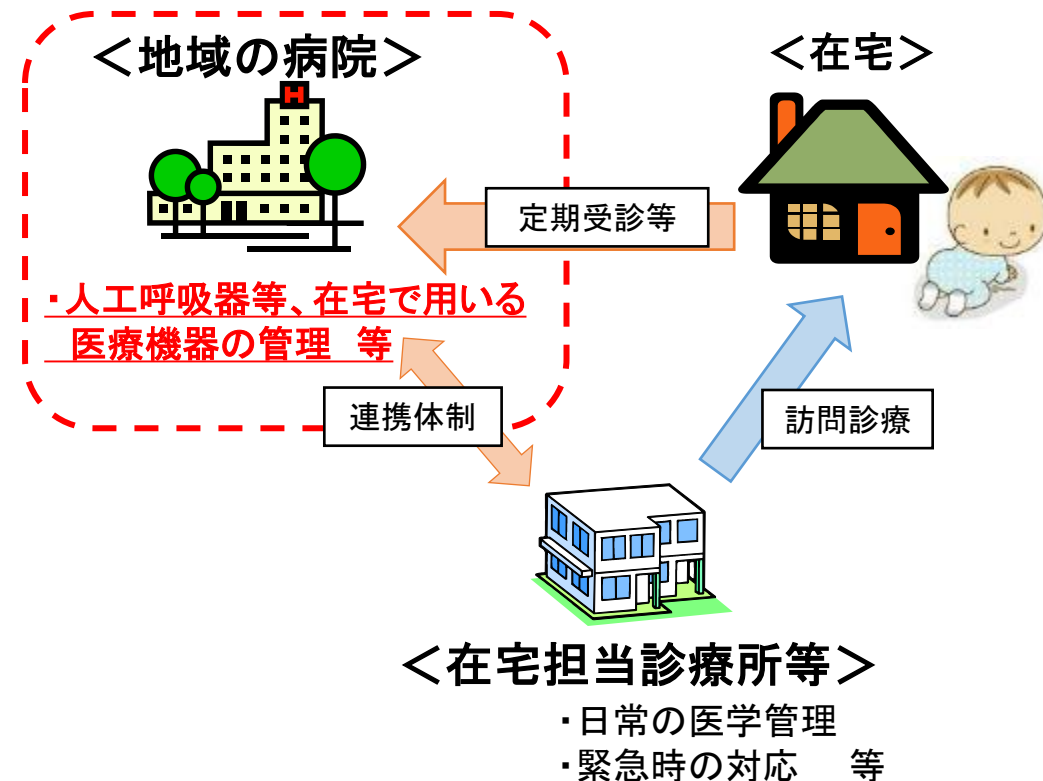 ＜地域の病院＞
H
＜在宅＞
定期受診等
・人工呼吸器等、在宅で用いる
医療機器の管理　等
連携体制
訪問診療
＜在宅担当診療所等＞
・日常の医学管理
・緊急時の対応　等